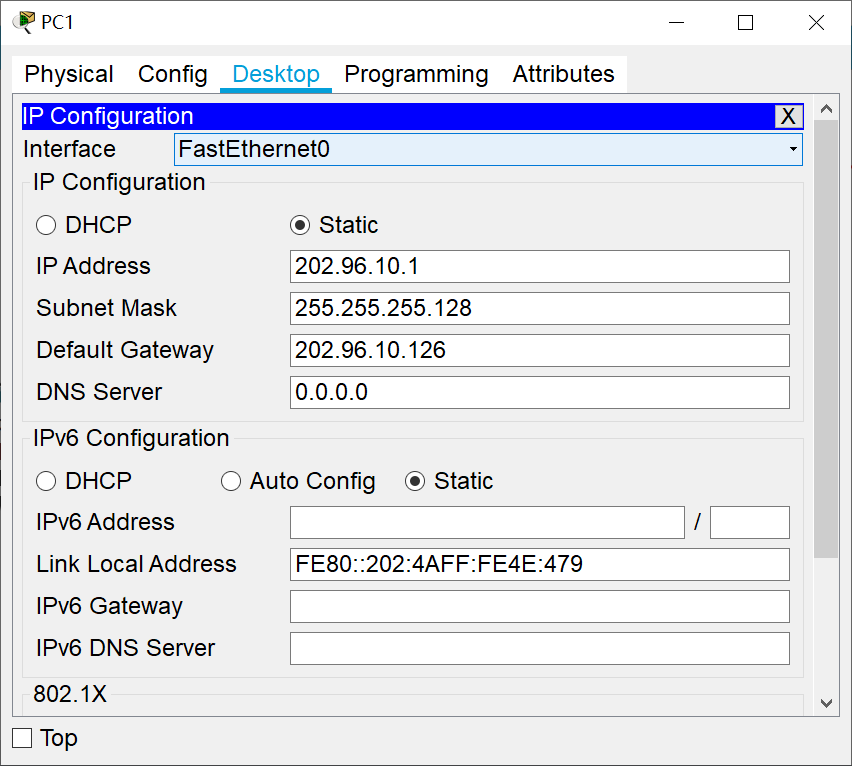 PC1
Physical Config Desktop Programming Attributes
IP Configuration X
Interface FastEthernet0
IP Configuration
DHCP Static
IP Address 202.96.10.1
Subnet Mask 255.255.255.128
Default Gateway 202.96.10.126
DNS Server 0.0.0.0
IPv6 Configuration
DHCP Auto Config Static
IPv6 Address /
Link Local Address FE80::202:4AFF:FE4E:479
IPv6 Gateway
IPv6 DNS Server
802.1X
Top